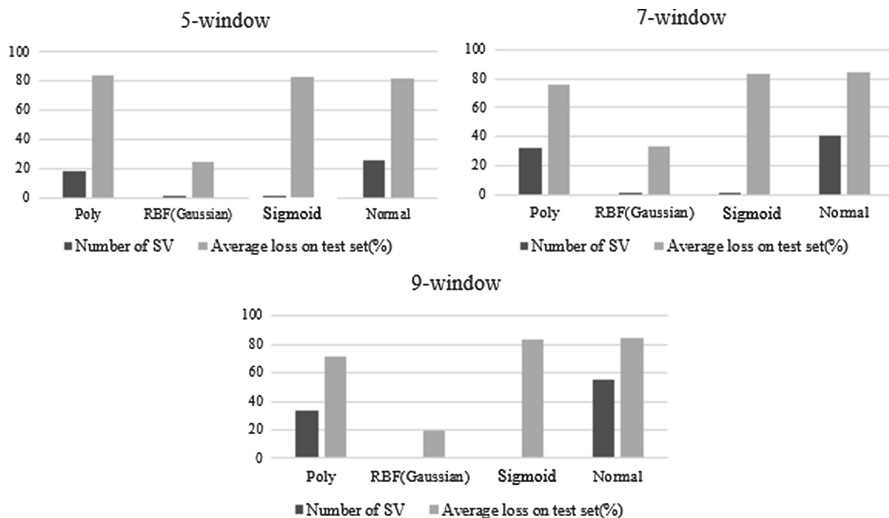 5-window
100
80
60
40
20
0
Poly RBF(Gaussian) Sigmoid Normal
Number of SV Average loss on test set(%)
7-window
100
80
60
40
20
0
Poly RBF(Gaussian) Sigmoid Normal
Number of SV Average loss on test set(%)
9-window
100
80
60
40
20
0
Poly RBF(Gaussian) Sigmoid Normal
Number of SV Average loss on test set(%)